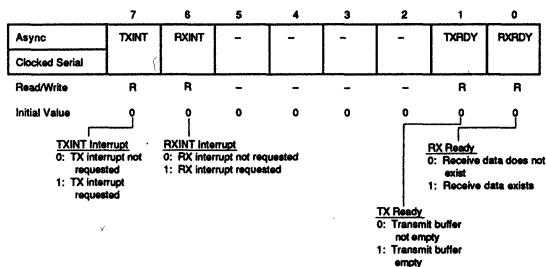 7 6 5 4 3 2 1 0
Async TXINT RXINT – – – – TXRDY RXRDY
Clocked Serial
Read/Write R R – – – – R R
Initial Value 0 0 0 0 0 0 0 0
TXINT Interrupt
0: TX interrupt not
requested
1: TX interrupt
requested
RXINT Interrupt
0: RX interrupt not requested
1: RX interrupt requested
RX Ready
0: Receive data does not
exist
1: Receive data exists
TX Ready
0: Transmit buffer
not empty
1: Transmit buffer
empty